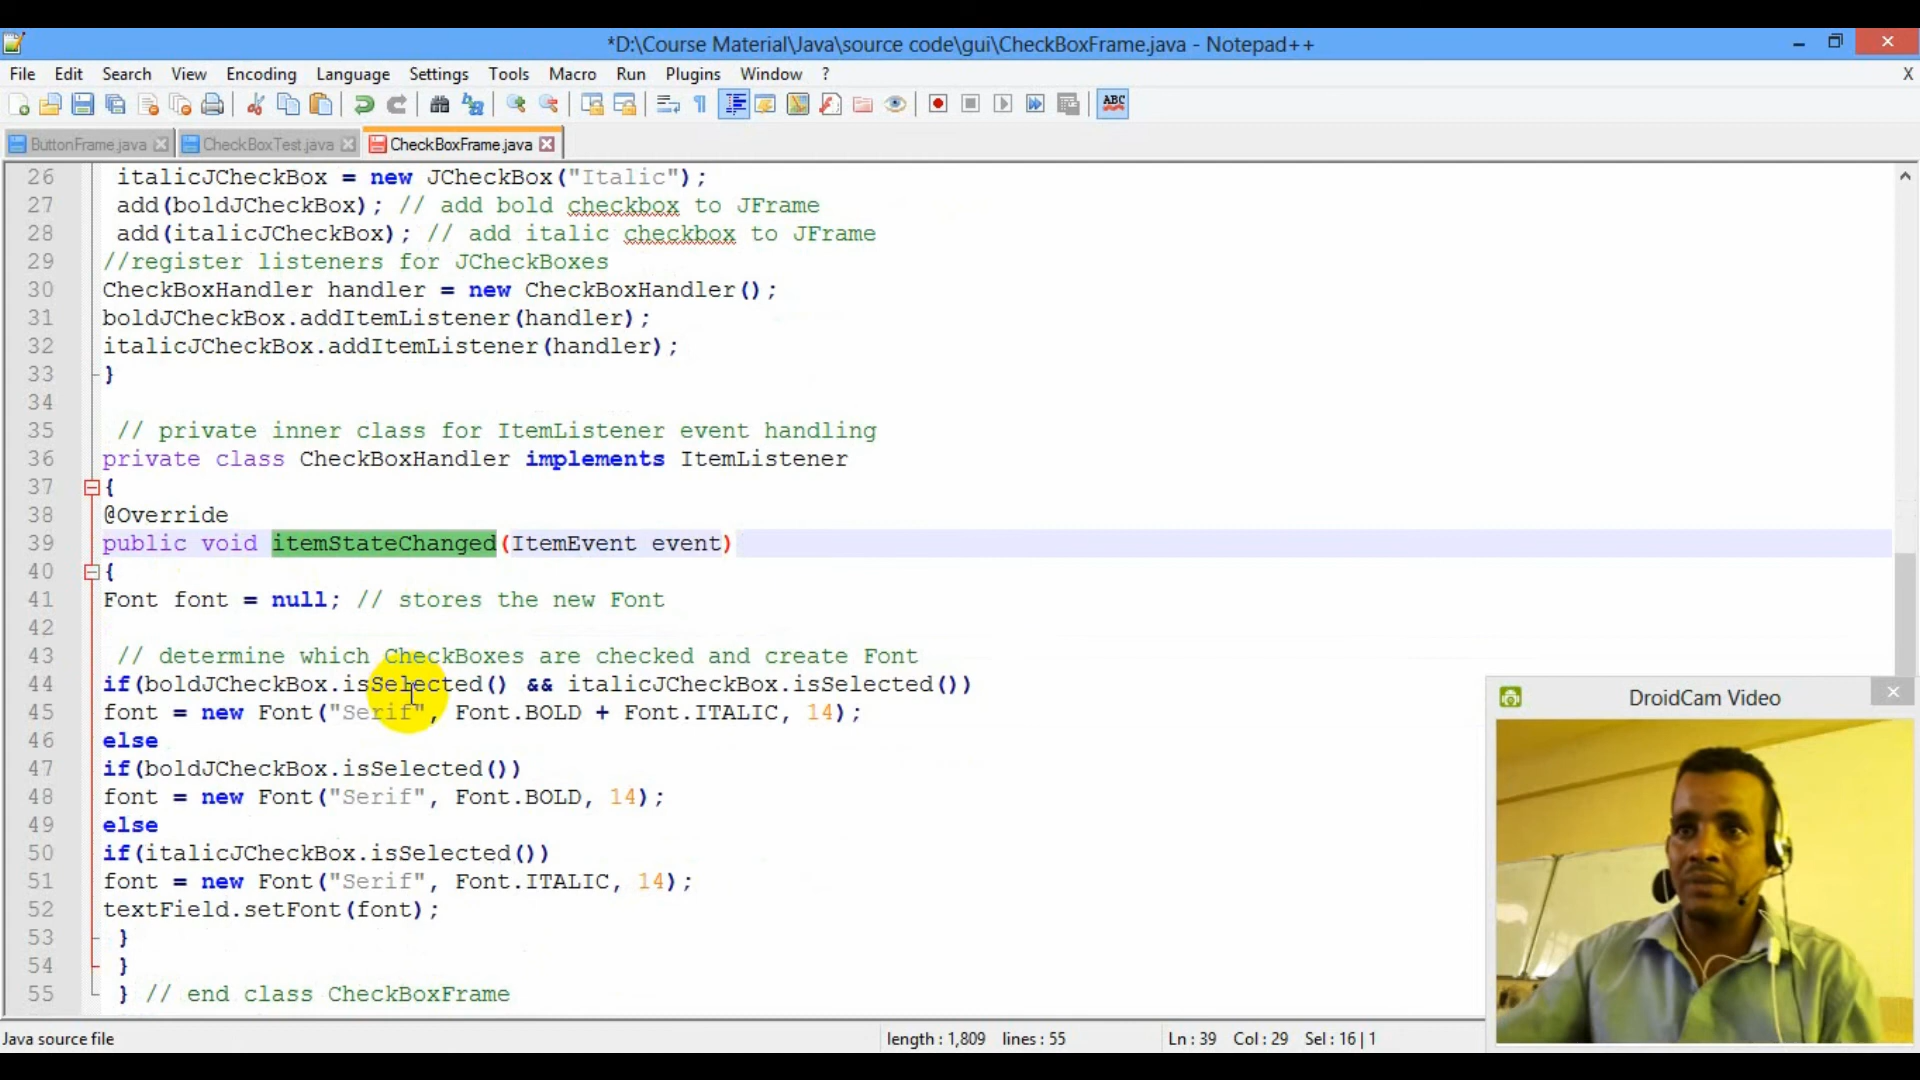 *D:\Course Material\Java\source code\gui\CheckBoxFrame.java - Notepad++
File Edit Search View Encoding Language Settings Tools Macro Run Plugins Window ? X
ABC
ButtonFrame.java CheckBoxTest.java CheckBoxFrame.java
26 italicJCheckBox = new JCheckBox("Italic");
27 add(boldJCheckBox); // add bold checkbox to JFrame
28 add(italicJCheckBox); // add italic checkbox to JFrame
29 //register listeners for JCheckBoxes
30 CheckBoxHandler handler = new CheckBoxHandler();
31 boldJCheckBox.addItemListener(handler);
32 italicJCheckBox.addItemListener(handler);
33 }
34
35 // private inner class for ItemListener event handling
36 private class CheckBoxHandler implements ItemListener
37 {
38 @Override
39 public void itemStateChanged(ItemEvent event)
40 {
41 Font font = null; // stores the new Font
42
43 // determine which CheckBoxes are checked and create Font
44 if(boldJCheckBox.isSelected() && italicJCheckBox.isSelected())
45 font = new Font("Serif", Font.BOLD + Font.ITALIC, 14);
46 else
47 if(boldJCheckBox.isSelected())
48 font = new Font("Serif", Font.BOLD, 14);
49 else
50 if(italicJCheckBox.isSelected())
51 font = new Font("Serif", Font.ITALIC, 14);
52 textField.setFont(font);
53 }
54 }
55 } // end class CheckBoxFrame
DroidCam Video
Java source file length : 1,809 lines : 55 Ln : 39 Col : 29 Sel : 16 | 1